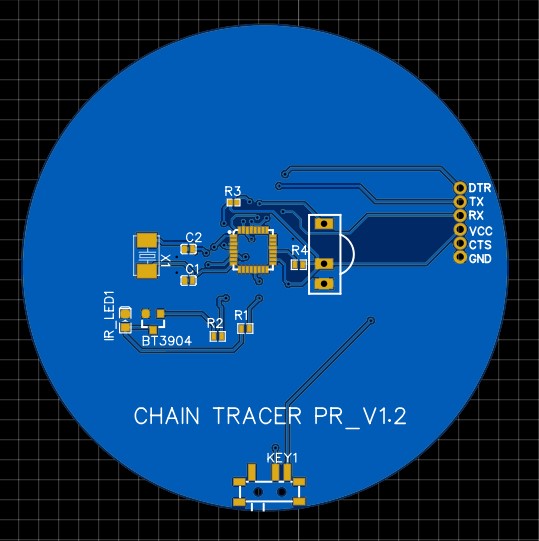 DTR
TX
R3
RX
VCC
C2
CTS
R4
GND
X1
C1
IR_LED1
R2
R1
BT3904
CHAIN TRACER PR_V1.2
KEY1